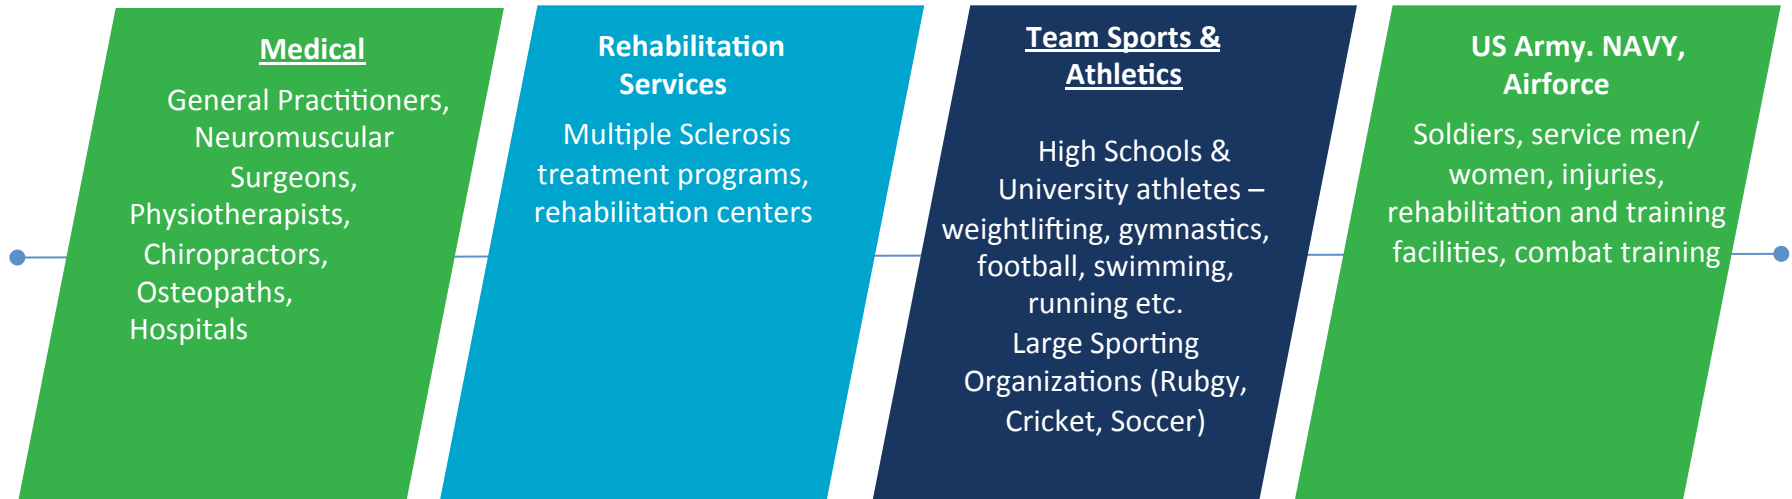 Medical
General Practitioners,
Neuromuscular
Surgeons,
Physiotherapists,
Chiropractors,
Osteopaths,
Hospitals
Rehabilitation
Services
Multiple Sclerosis
treatment programs,
rehabilitation centers
Team Sports &
Athletics
High Schools &
University athletes –
weightlifting, gymnastics,
football, swimming,
running etc.
Large Sporting
Organizations (Rubgy,
Cricket, Soccer)
US Army. NAVY,
Airforce
Soldiers, service men/
women, injuries,
rehabilitation and training
facilities, combat training